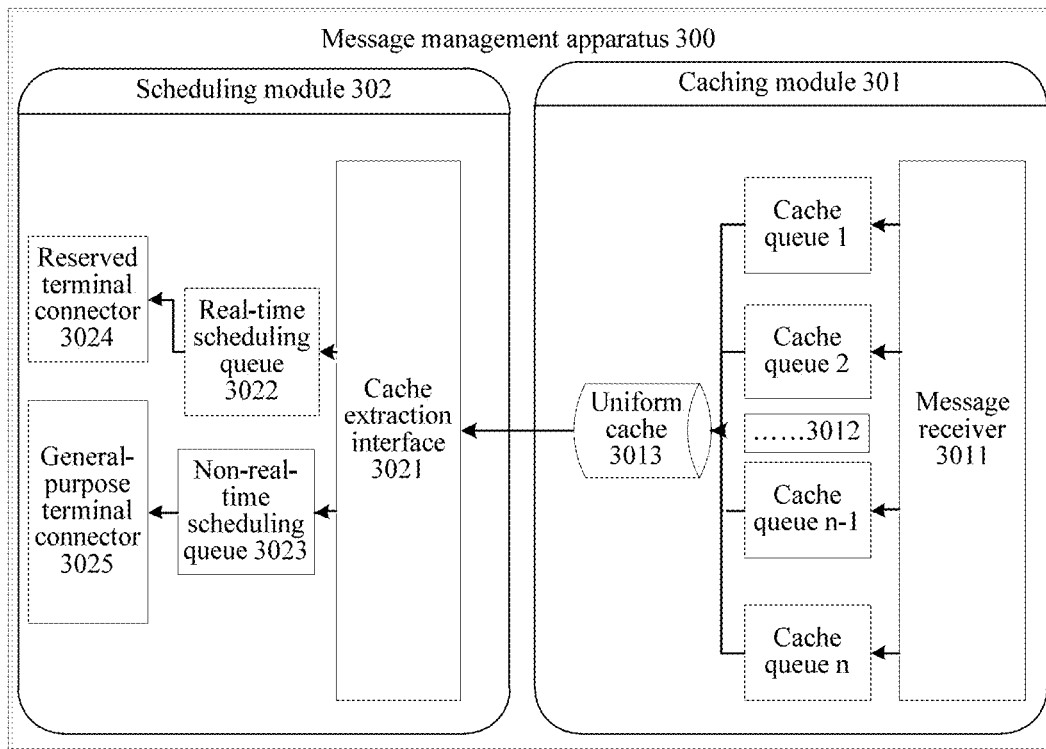 Message management apparatus 300
Scheduling module 302
Reserved
terminal
connector
3024
General-
purpose
terminal
connector
3025
Real-time
scheduling
queue
3022
Non-real-
time
scheduling
queue 3023
Cache
extraction
interface
3021
Caching module 301
Uniform
cache
3013
Cache
queue 1
Cache
queue 2
......3012
Cache
queue n-1
Cache
queue n
Message
receiver
3011